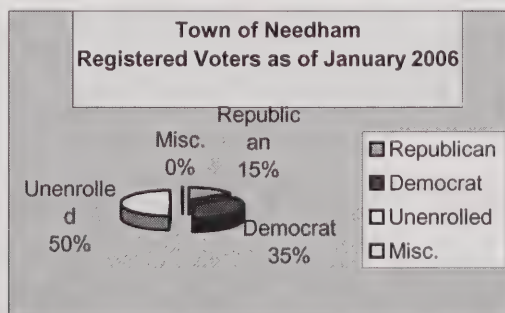 Town of Needham
Registered Voters as of January 2006
Republic
an
15%
Misc.
0%
Unenrolle
d
50%
Democrat
35%
Republican
Democrat
Unenrolled
Misc.